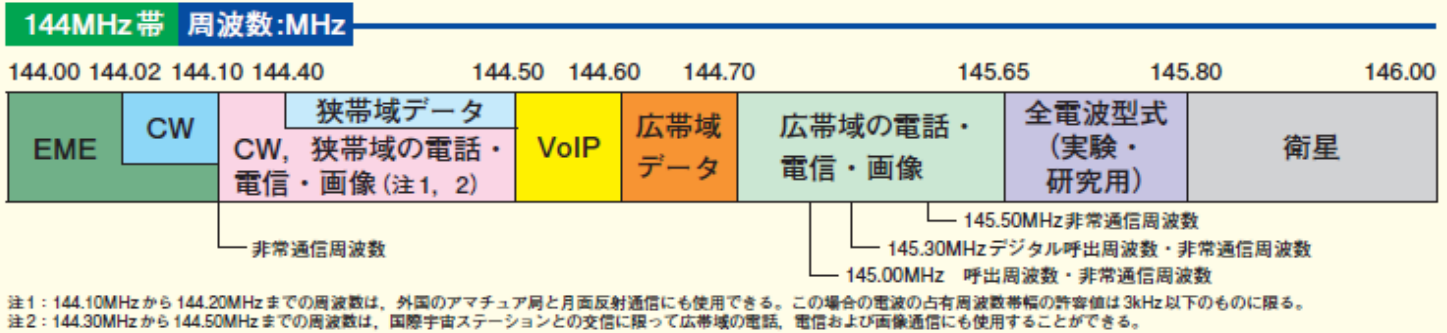 144MHz帯 周波数:MHz
144.00 144.02 144.10 144.40 144.50 144.60 144.70 145.65 145.80 146.00
EME
CW
狭帯域データ
CW，狭帯域の電話・
電信・画像(注1，2)
VoIP
広帯域
データ
広帯域の電話・
電信・画像
全電波型式
(実験・
研究用)
衛星
非常通信周波数
145.50MHz非常通信周波数
145.30MHzデジタル呼出周波数・非常通信周波数
145.00MHz 呼出周波数・非常通信周波数
注1：144.10MHzから144.20MHzまでの周波数は，外国のアマチュア局と月面反射通信にも使用できる。この場合の電波の占有周波数帯幅の許容値は3kHz以下のものに限る。
注2：144.30MHzから144.50MHzまでの周波数は，国際宇宙ステーションとの交信に限って広帯域の電話，電信および画像通信にも使用することができる。